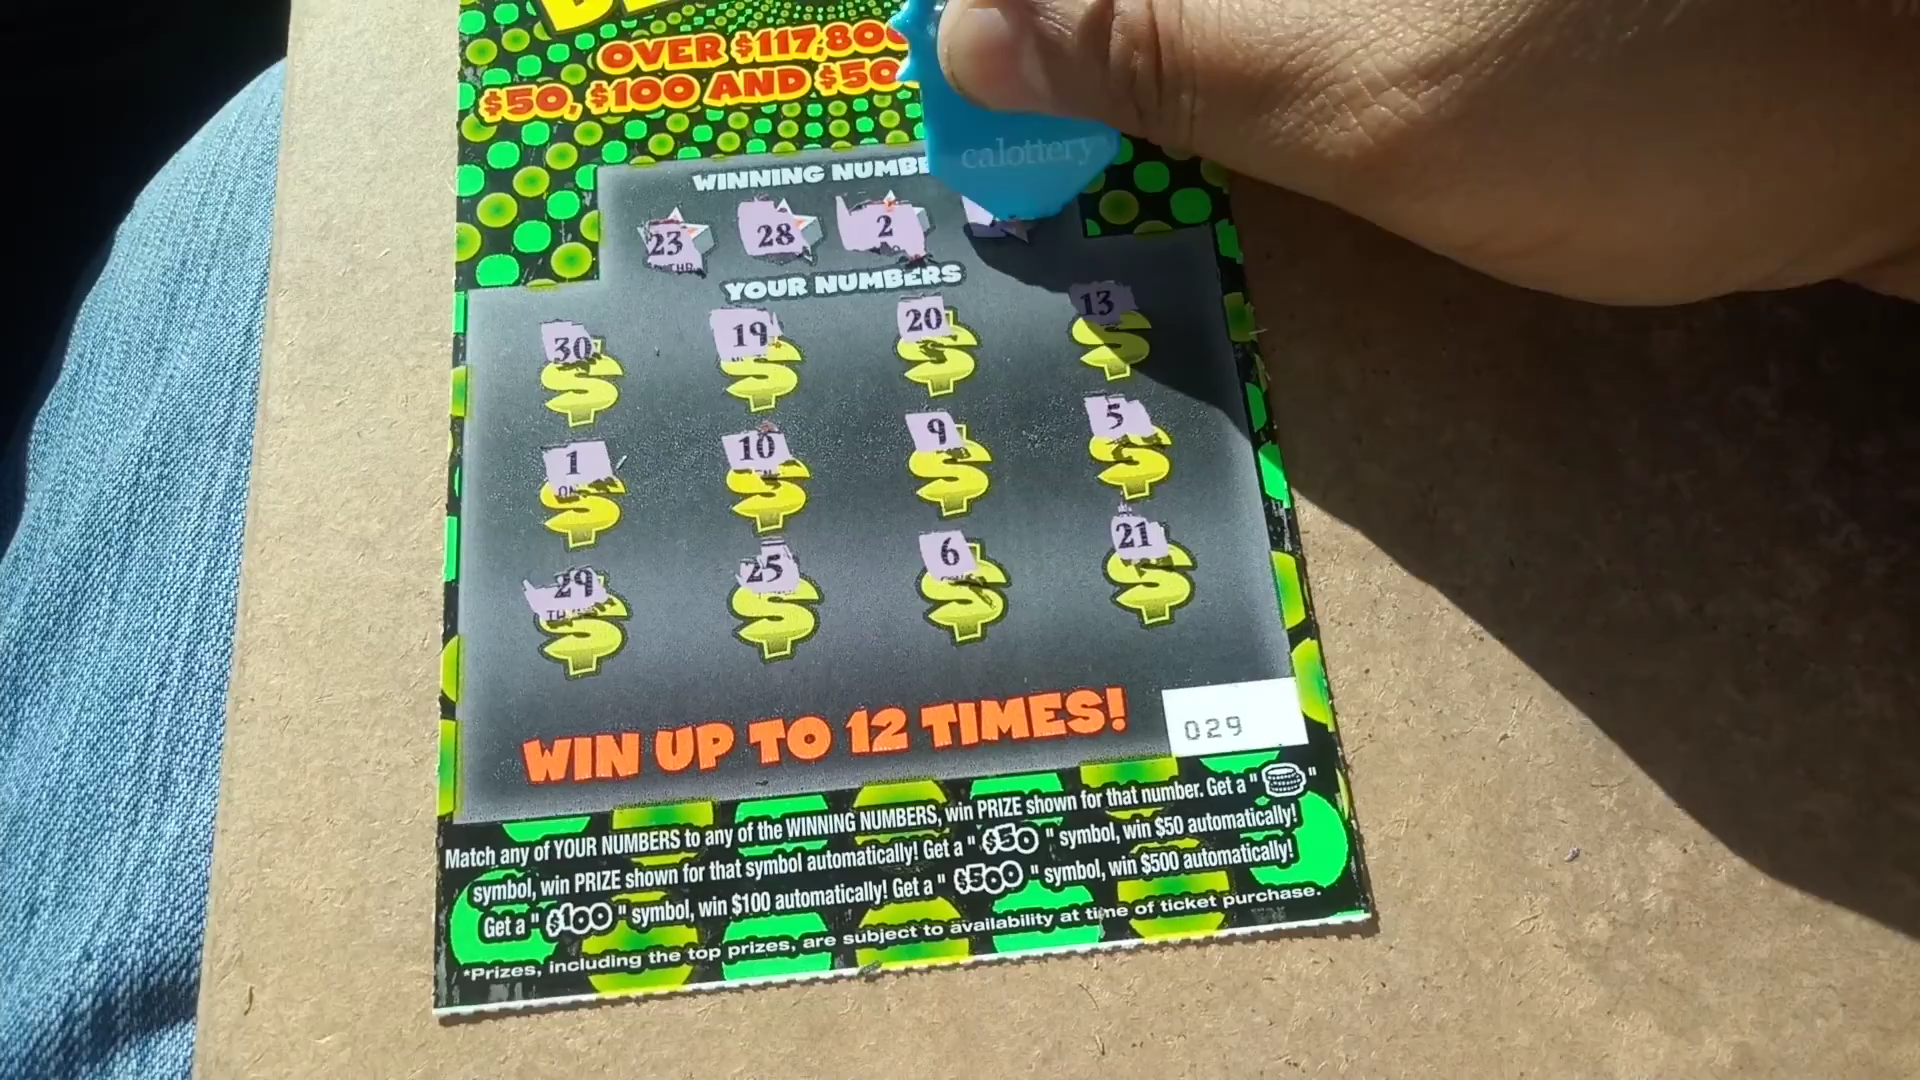 OVER $117,800
$50, $100 AND $50
calottery
WINNING
23 28 2
YOUR NUMBERS
30 19 20 13
1 10 9 5
29 25 6 21
WIN UP TO 12 TIMES!
029
Match any of YOUR NUMBERS to any of the WINNING NUMBERS, win PRIZE shown for that number. Get a " "
symbol, win PRIZE shown for that symbol automatically! Get a " $50 " symbol, win $50 automatically!
Get a " $100 " symbol, win $100 automatically! Get a " $500 " symbol, win $500 automatically!
*Prizes, including the top prizes, are subject to availability at time of ticket purchase.